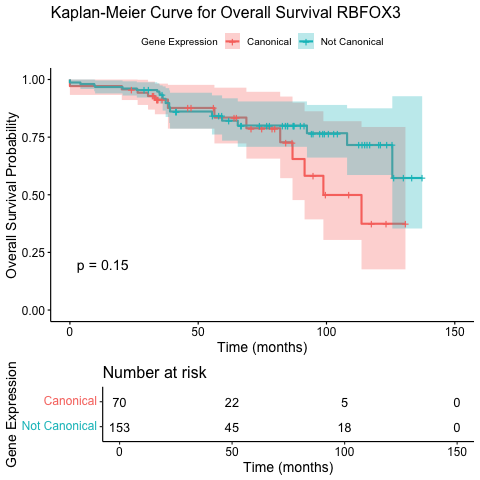 Kaplan-Meier Curve for Overall Survival RBFOX3
Gene Expression Canonical Not Canonical
Overall Survival Probability
1.00
0.75
0.50
0.25
0.00
p = 0.15
0 50 100 150
Time (months)
Number at risk
Gene Expression
Canonical 70 22 5 0
Not Canonical 153 45 18 0
0 50 100 150
Time (months)